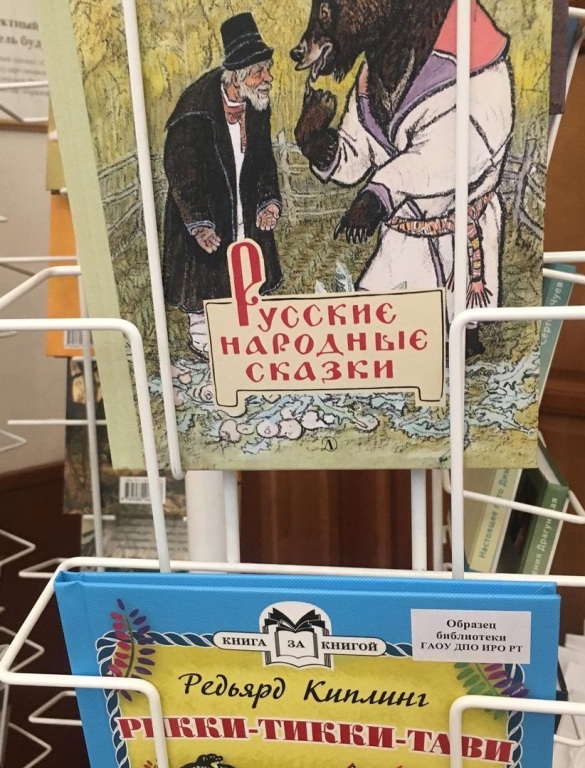 Русские
народные
сказки
КНИГА ЗА КНИГОЙ
Образец
библиотеки
ГАОУ ДПО ИРО РТ
Редьярд Киплинг
РИККИ-ТИККИ-ТАВИ